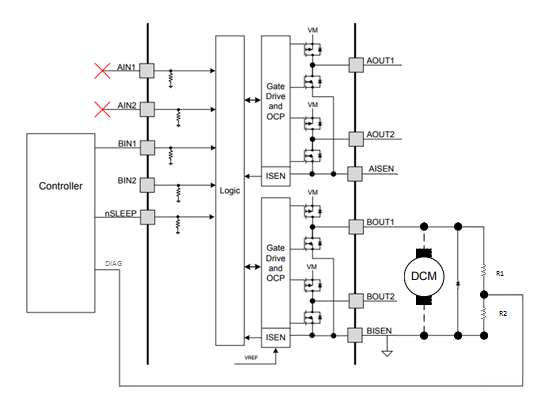 VM
AIN1
AOUT1
Gate
Drive
and
OCP
VM
AIN2
AOUT2
BIN1
Controller
AISEN
ISEN
BIN2
Logic
VM
nSLEEP
BOUT1
Gate
Drive
and
OCP
DIAG
VM
DCM
R1
BOUT2
R2
BISEN
ISEN
VREF